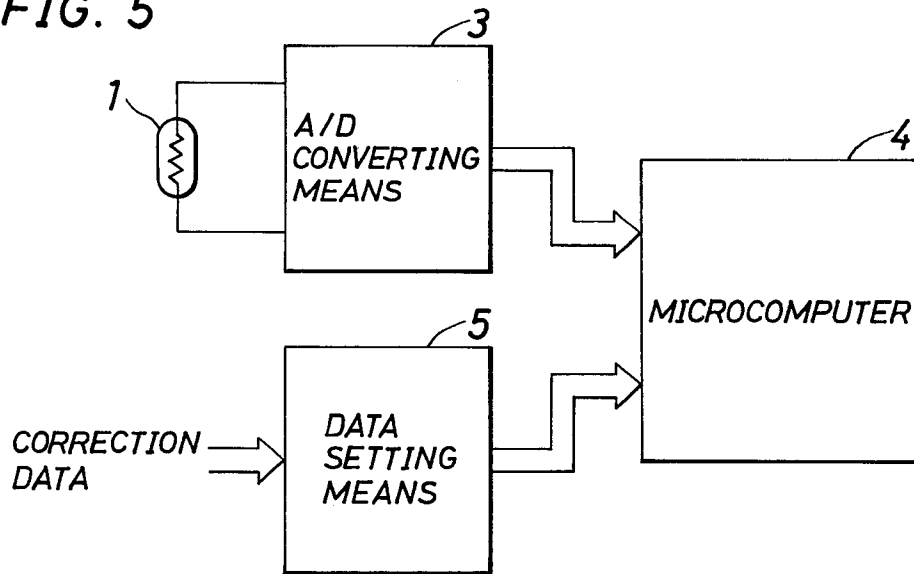 FIG. 5
3
1
A/D
CONVERTING
MEANS
4
MICROCOMPUTER
5
CORRECTION
DATA
DATA
SETTING
MEANS